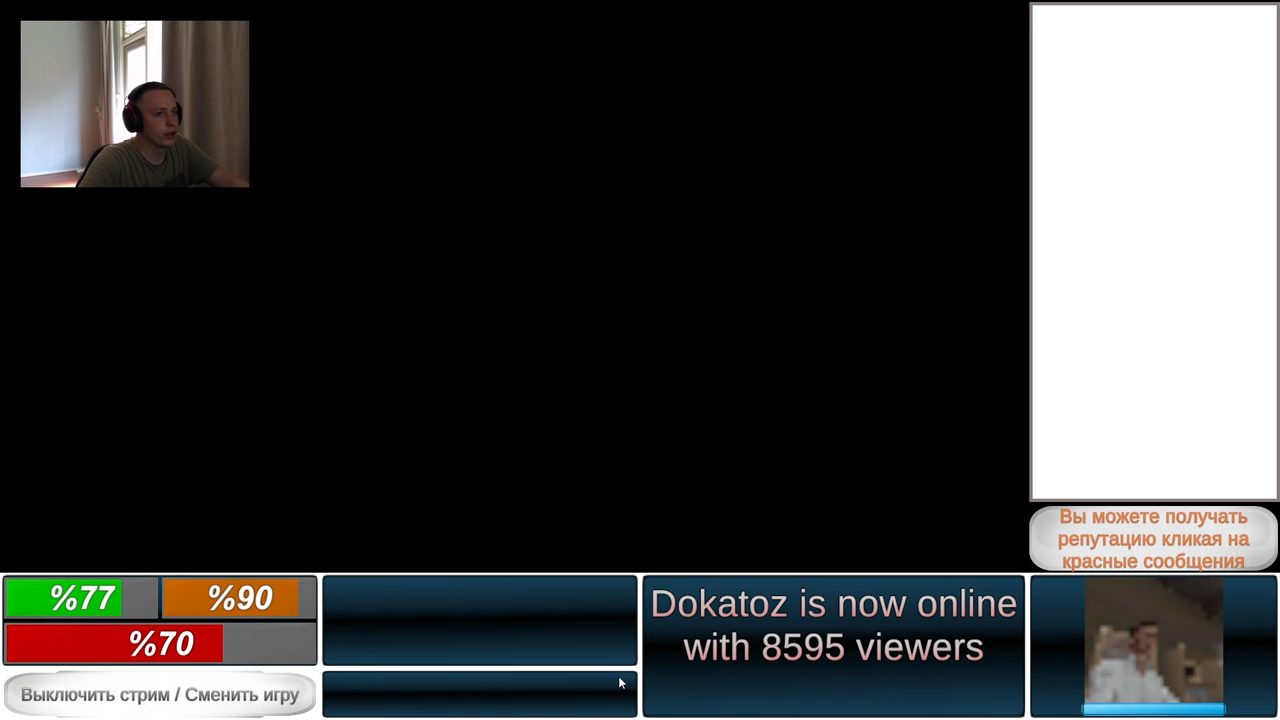 Вы можете получать
репутацию кликая на
красные сообщения
%77
%90
%70
Dokatoz is now online
with 8595 viewers
Выключить стрим / Сменить игру